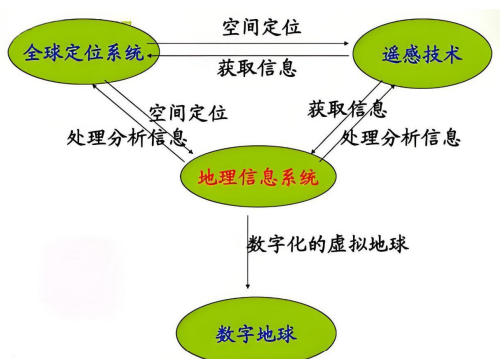 空间定位
全球定位系统
遥感技术
获取信息
空间定位
获取信息
处理分析信息
处理分析信息
地理信息系统
数字化的虚拟地球
数字地球